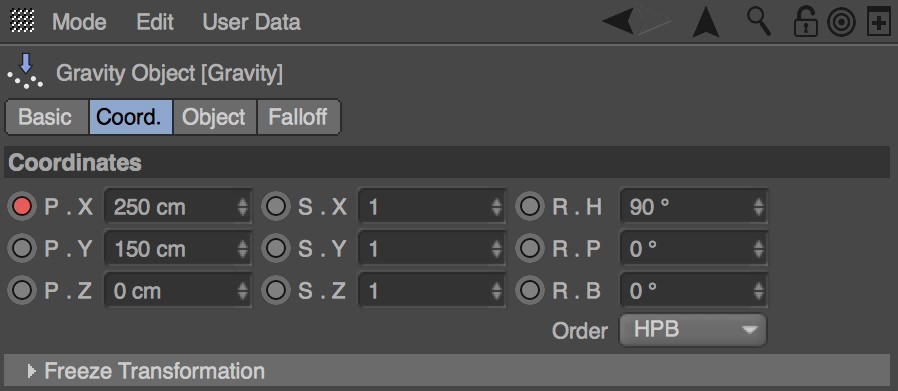 Mode Edit User Data
Gravity Object [Gravity]
Basic Coord. Object Falloff
Coordinates
P . X 250 cm S . X 1 R . H 90 °
P . Y 150 cm S . Y 1 R . P 0 °
P . Z 0 cm S . Z 1 R . B 0 °
Order HPB
Freeze Transformation